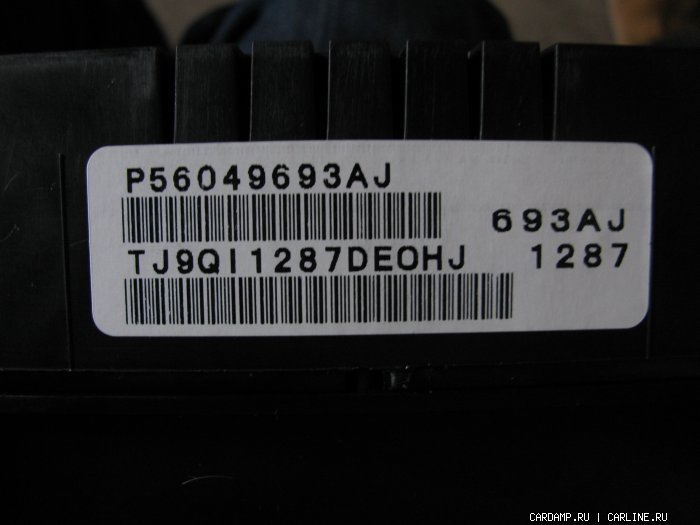 P56049693AJ
693AJ
TJ9QI1287DEOHJ 1287
CARDAMP.RU | CARLINE.RU